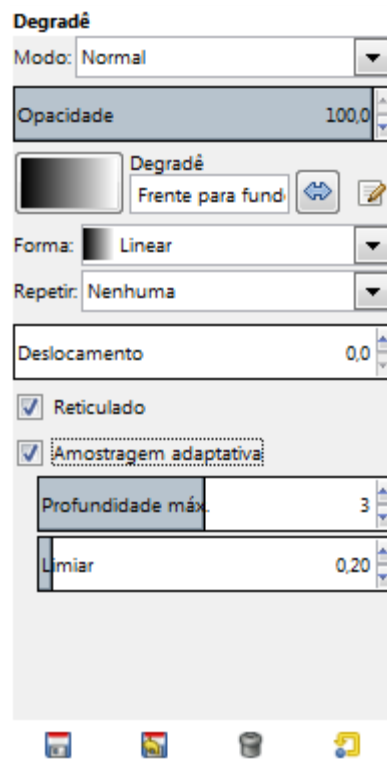 Degradê
Modo: Normal
Opacidade 100,0
Degradê
Frente para fund
Forma: Linear
Repetir: Nenhuma
Deslocamento 0,0
Reticulado
Amostragem adaptativa
Profundidade máx. 3
Limiar 0,20